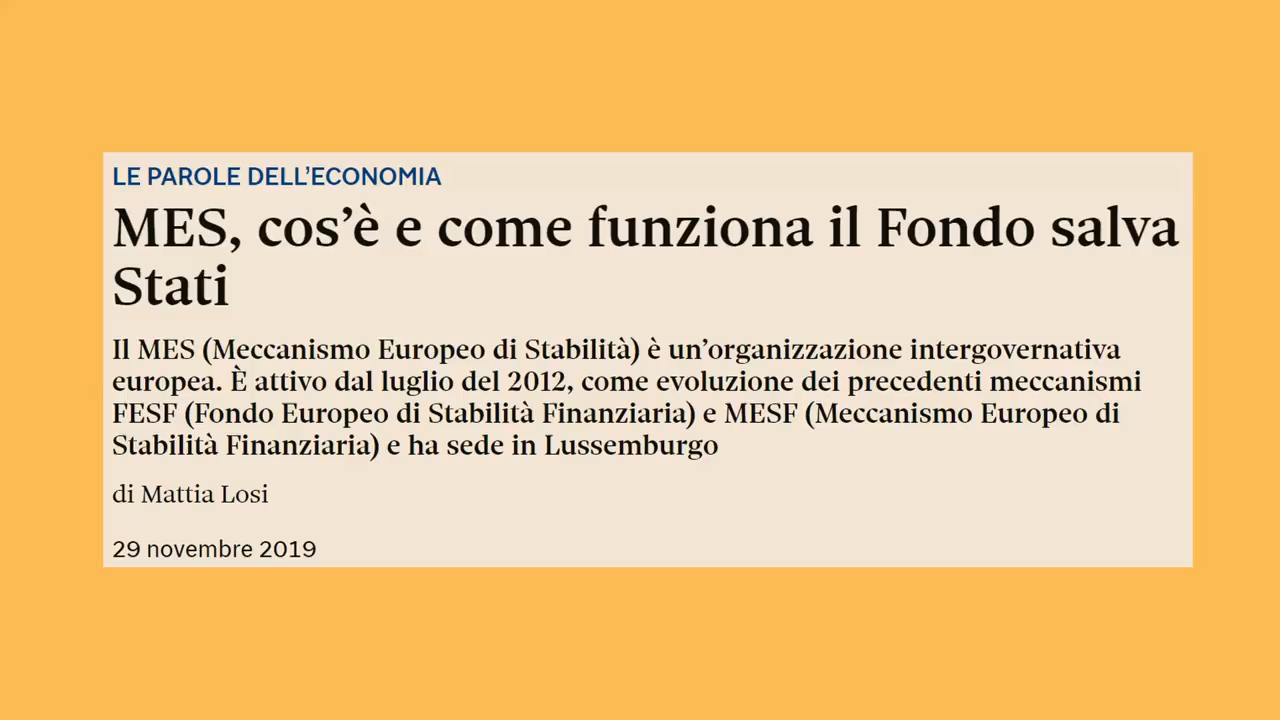 LE PAROLE DELL’ECONOMIA
MES, cos’è e come funziona il Fondo salva
Stati
Il MES (Meccanismo Europeo di Stabilità) è un’organizzazione intergovernativa
europea. È attivo dal luglio del 2012, come evoluzione dei precedenti meccanismi
FESF (Fondo Europeo di Stabilità Finanziaria) e MESF (Meccanismo Europeo di
Stabilità Finanziaria) e ha sede in Lussemburgo
di Mattia Losi
29 novembre 2019